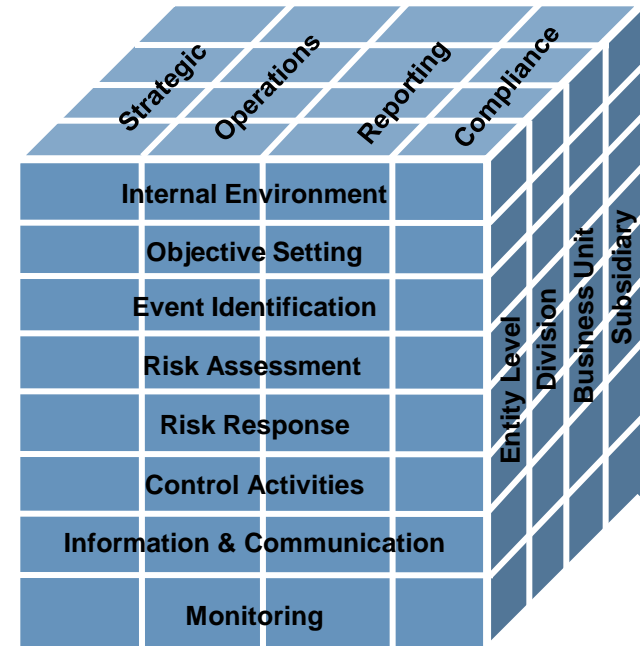 Strategic
Operations
Reporting
Compliance
Internal Environment
Objective Setting
Event Identification
Risk Assessment
Risk Response
Control Activities
Information & Communication
Monitoring
Entity Level
Division
Business Unit
Subsidiary